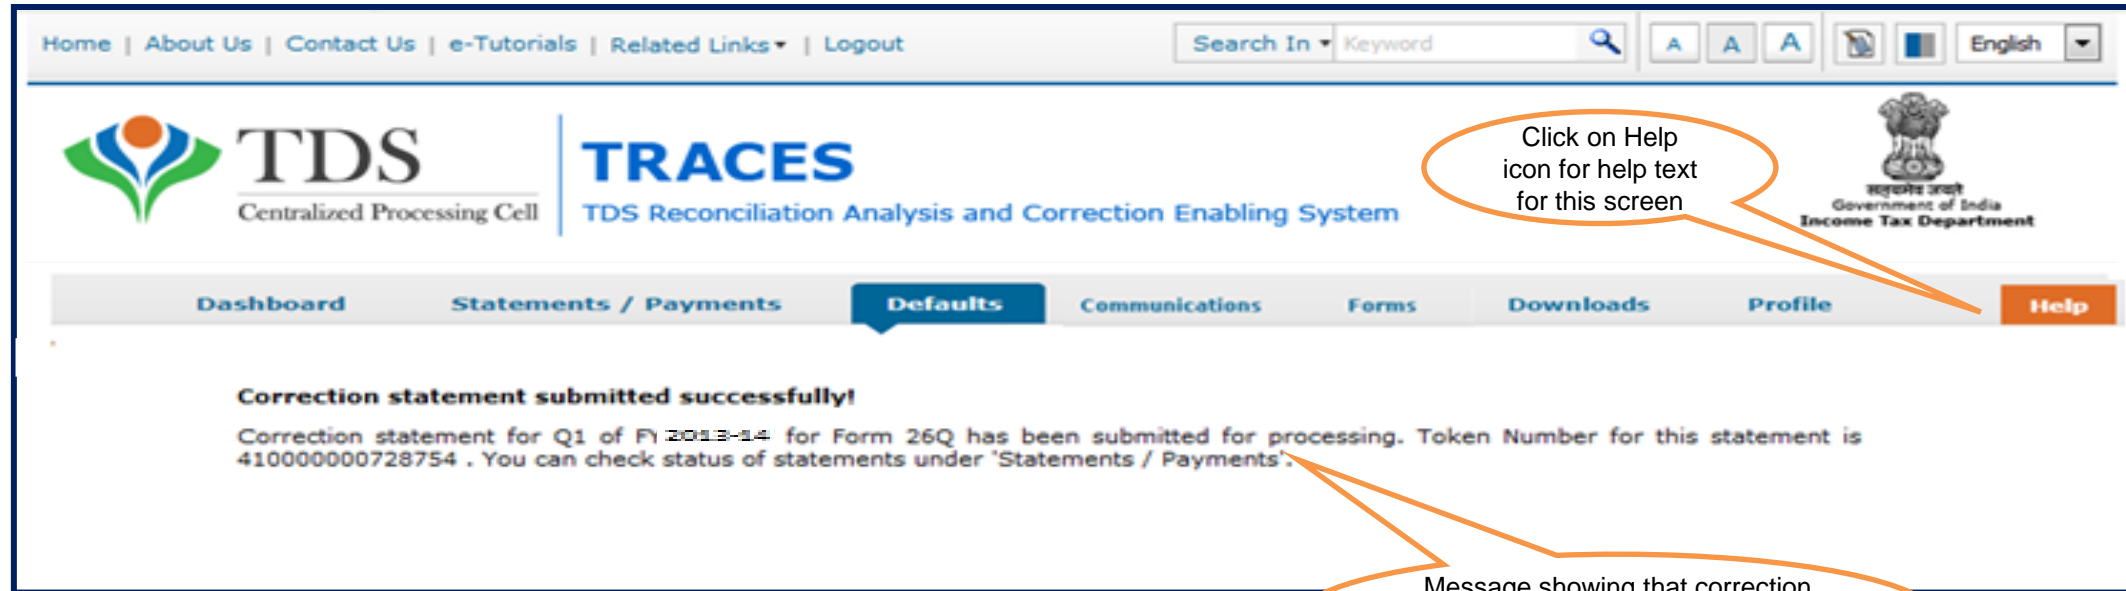 Home | About Us | Contact Us | e-Tutorials | Related Links | Logout
Search In Keyword
A A A
English
TDS
Centralized Processing Cell
TRACES
TDS Reconciliation Analysis and Correction Enabling System
Click on Help
icon for help text
for this screen
सत्यमेव जयते
Government of India
Income Tax Department
Dashboard Statements / Payments Defaults Communications Forms Downloads Profile Help
Correction statement submitted successfully!
Correction statement for Q1 of FY 2013-14 for Form 26Q has been submitted for processing. Token Number for this statement is
410000000728754 . You can check status of statements under 'Statements / Payments'.
Message showing that correction